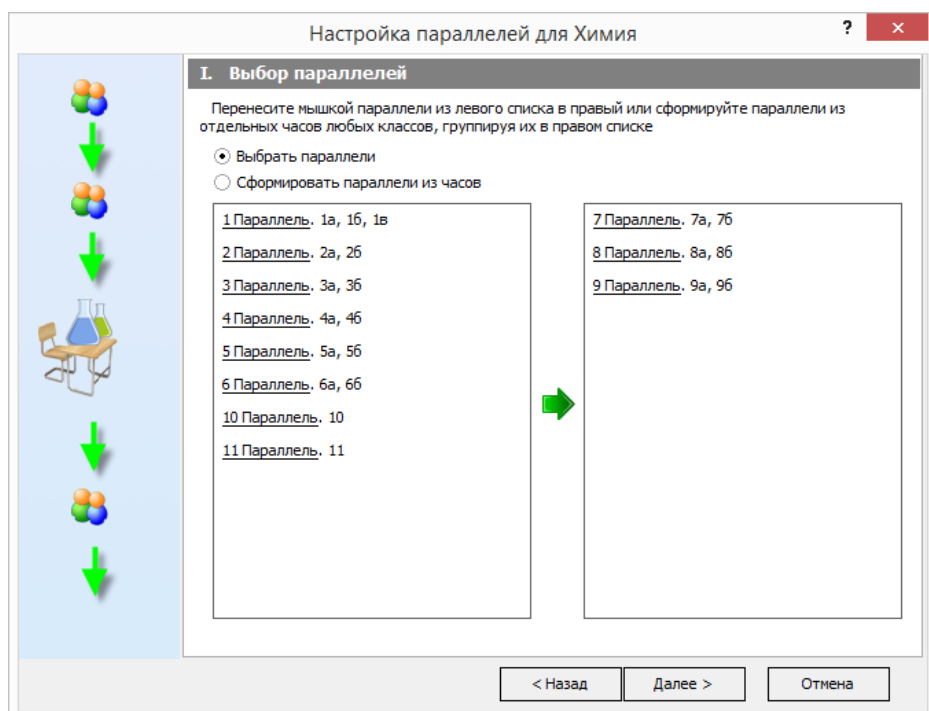 Настройка параллелей для Химия
?
I. Выбор параллелей
Перенесите мышкой параллели из левого списка в правый или сформируйте параллели из
отдельных часов любых классов, группируя их в правом списке
Выбрать параллели
Сформировать параллели из часов
1 Параллель. 1а, 1б, 1в
2 Параллель. 2а, 2б
3 Параллель. 3а, 3б
4 Параллель. 4а, 4б
5 Параллель. 5а, 5б
6 Параллель. 6а, 6б
10 Параллель. 10
11 Параллель. 11
7 Параллель. 7а, 7б
8 Параллель. 8а, 8б
9 Параллель. 9а, 9б
< Назад
Далее >
Отмена